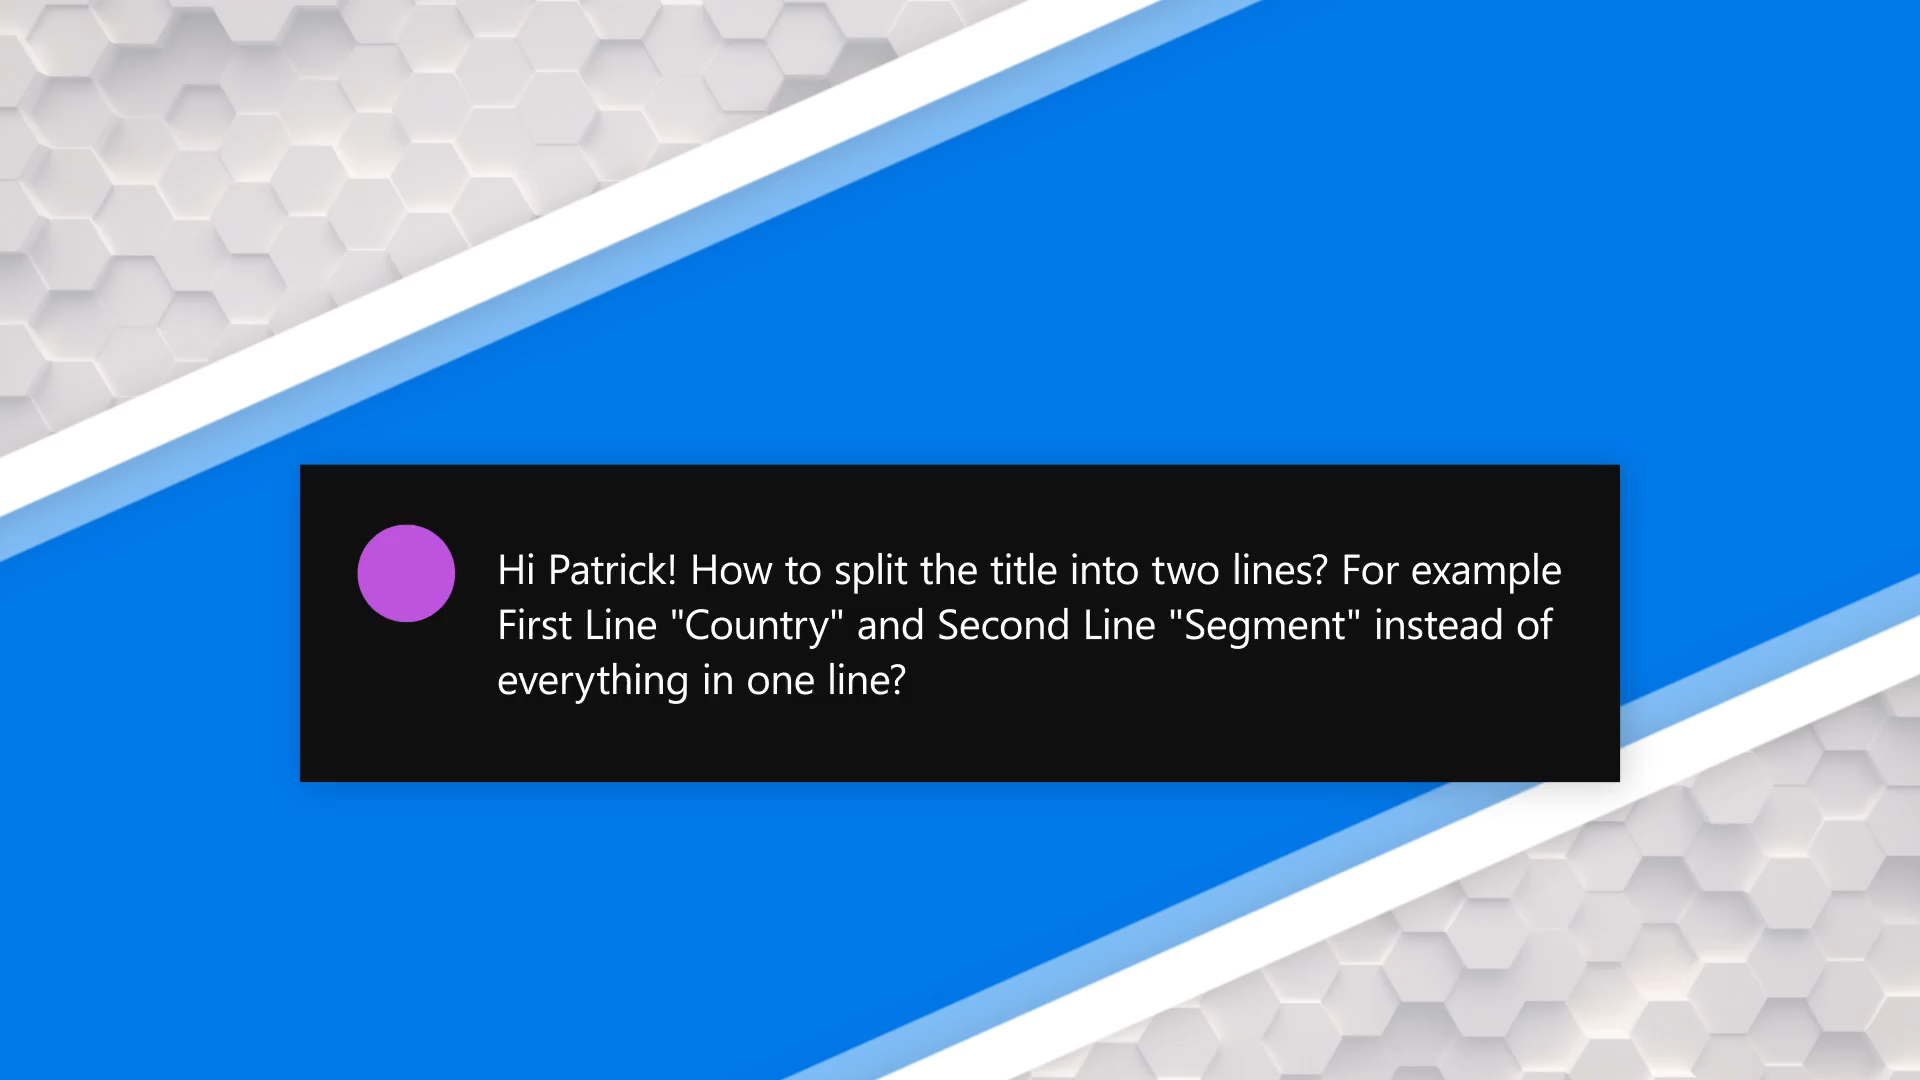 Hi Patrick! How to split the title into two lines? For example
First Line "Country" and Second Line "Segment" instead of
everything in one line?